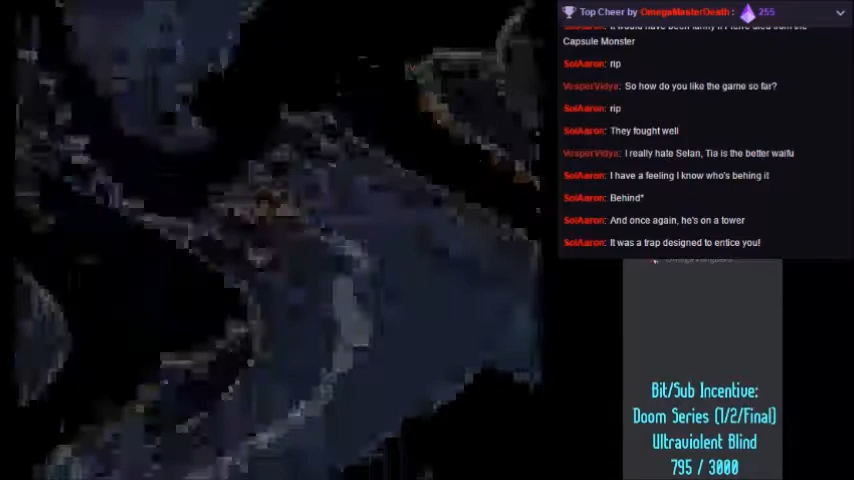 Top Cheer by OmegaMasterDeath : 255
Capsule Monster
SolAaron: rip
VesperVidya: So how do you like the game so far?
SolAaron: rip
SolAaron: They fought well
VesperVidya: I really hate Selan, Tia is the better waifu
SolAaron: I have a feeling I know who's behing it
SolAaron: Behind*
SolAaron: And once again, he's on a tower
SolAaron: It was a trap designed to entice you!
Bit/Sub Incentive:
Doom Series (1/2/Final)
Ultraviolent Blind
795 / 3000